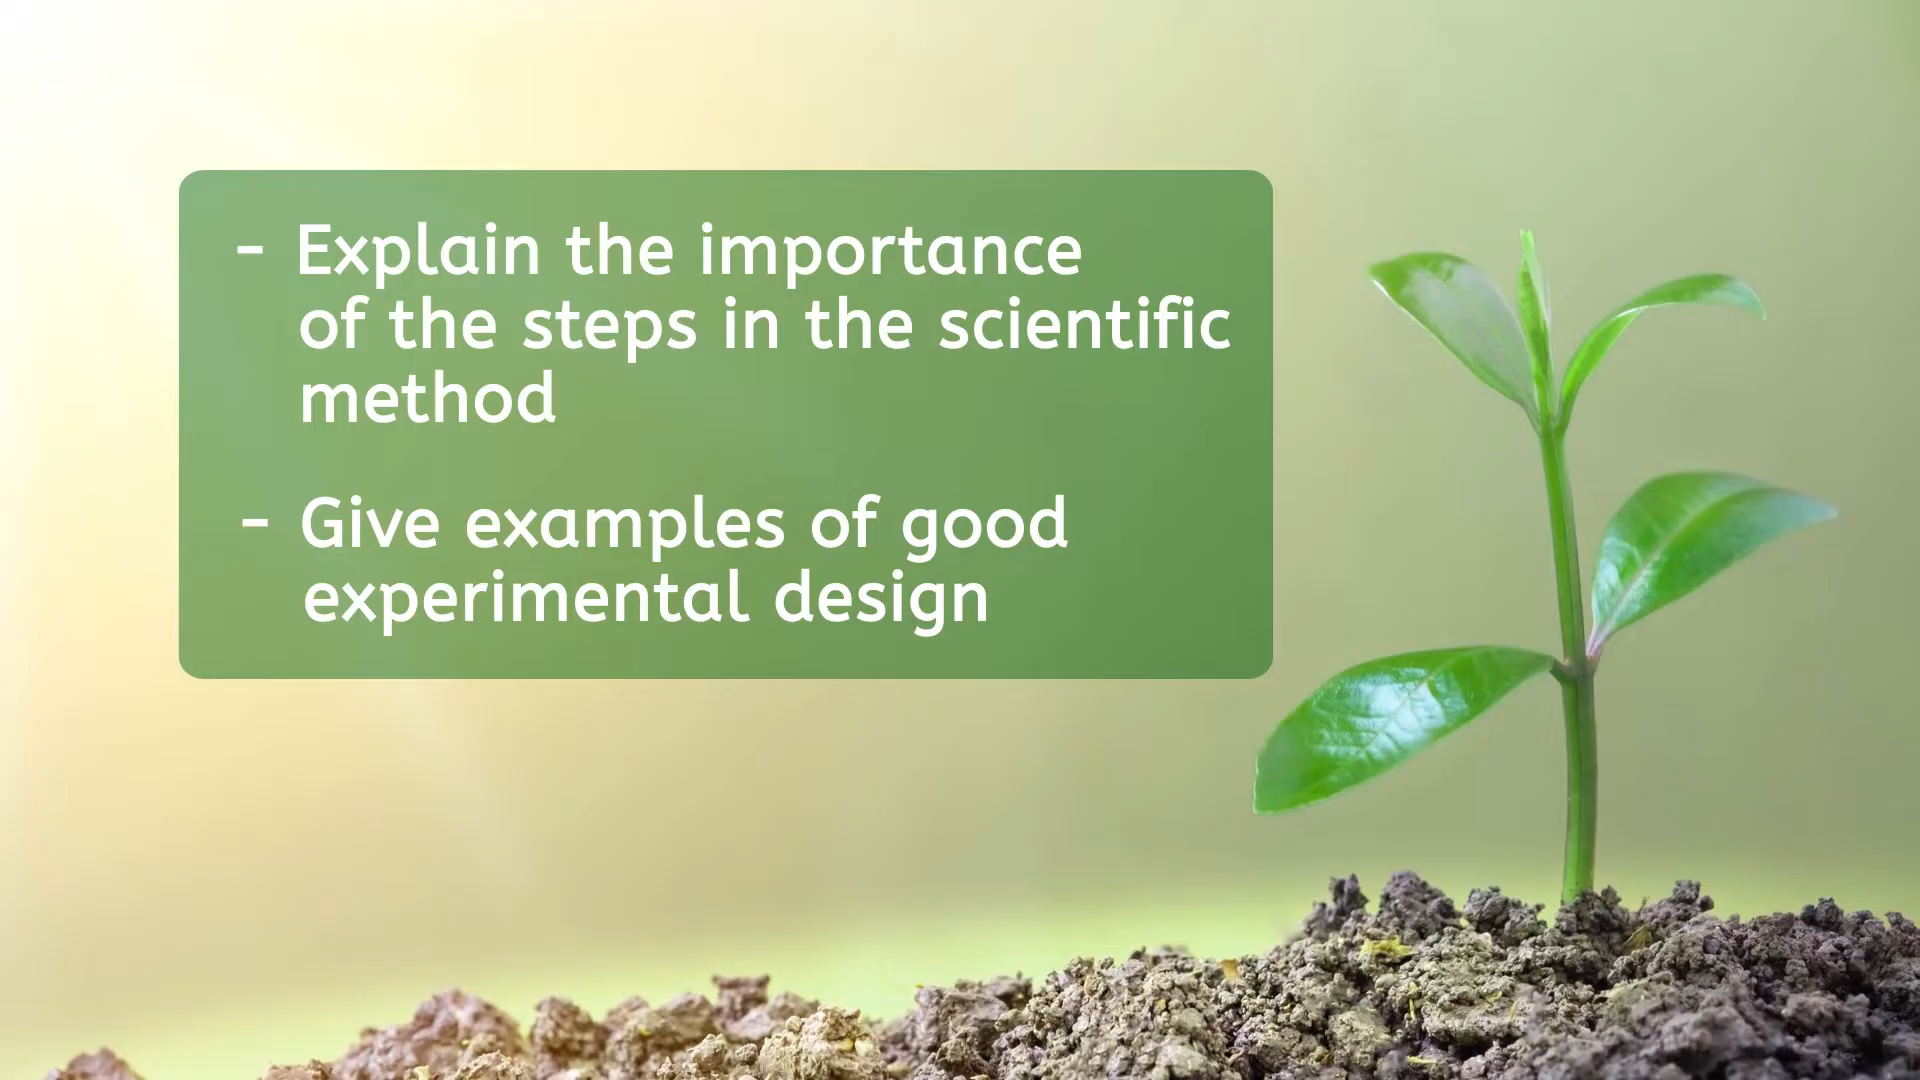 - Explain the importance
of the steps in the scientific
method
- Give examples of good
experimental design